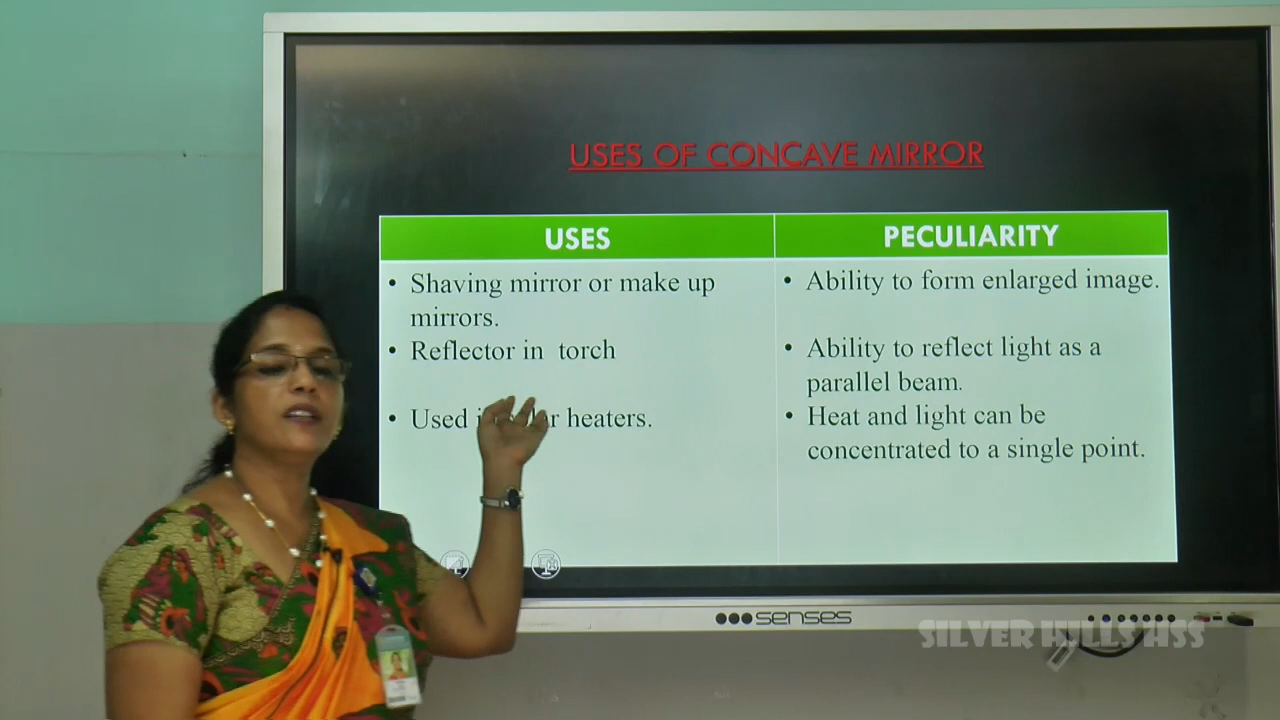 USES OF CONCAVE MIRROR
USES
PECULIARITY
• Shaving mirror or make up
mirrors.
• Reflector in torch
• Used heaters.
• Ability to form enlarged image.
• Ability to reflect light as a
parallel beam.
• Heat and light can be
concentrated to a single point.
senses
SILVER HILLS HSS